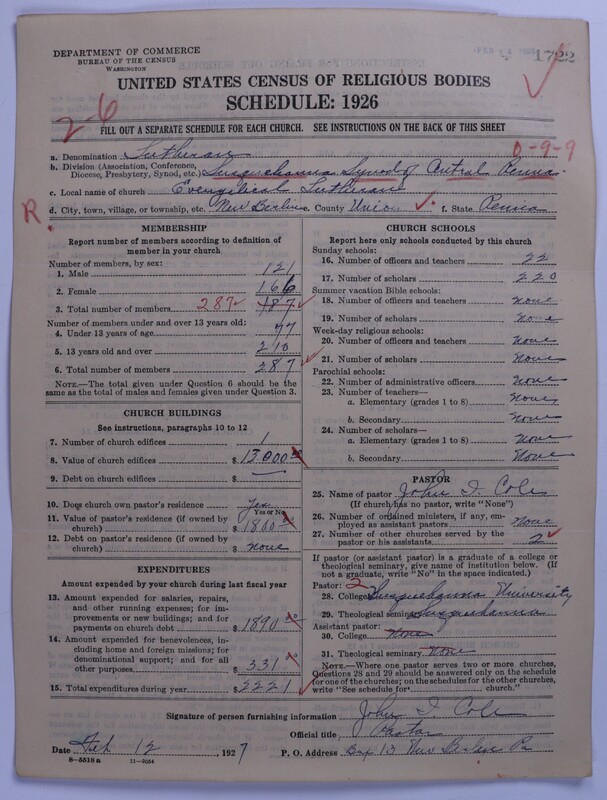 DEPARTMENT OF COMMERCE
BUREAU OF THE CENSUS
WASHINGTON
1722
UNITED STATES CENSUS OF RELIGIOUS BODIES
SCHEDULE: 1926
2-6
FILL OUT A SEPARATE SCHEDULE FOR EACH CHURCH. SEE INSTRUCTIONS ON THE BACK OF THIS SHEET
0-9-9
a. Denomination Lutheran
b. Division (Association, Conference, Diocese, Presbytery, Synod, etc.) Susquehanna Synod of Central Penna.
c. Local name of church Evangelical Lutheran
d. City, town, village, or township, etc. New Berlin e. County Union f. State Penna
R.
MEMBERSHIP
Report number of members according to definition of
member in your church
Number of members, by sex:
1. Male 121
2. Female 166
3. Total number of members 287 187
Number of members under and over 13 years old:
4. Under 13 years of age 77
5. 13 years old and over 210
6. Total number of members 287
NOTE.—The total given under Question 6 should be
same as the total of males and females given under Question 3.
CHURCH BUILDINGS
See instructions, paragraphs 10 to 12
7. Number of church edifices 1
8. Value of church edifices $ 13,000
9. Debt on church edifices $
10. Does church own pastor's residence? Yes
Yes or No
11. Value of pastor's residence (if owned by
church) $ 1800
12. Debt on pastor's residence (if owned by
church) $ none
EXPENDITURES
Amount expended by your church during last fiscal year
13. Amount expended for salaries, repairs,
and other running expenses; for im-
provements or new buildings; and for
payments on church debt $ 1890
14. Amount expended for benevolences,
including home and foreign missions; for
denominational support; and for all
other purposes $ 331
15. Total expenditures during year $ 2221
CHURCH SCHOOLS
Report here only schools conducted by this church
Sunday schools:
16. Number of officers and teachers 22
17. Number of scholars 220
Summer vacation Bible schools:
18. Number of officers and teachers none
19. Number of scholars none
Week-day religious schools:
20. Number of officers and teachers none
21. Number of scholars none
Parochial schools:
22. Number of administrative officers none
23. Number of teachers—
a. Elementary (grades 1 to 8) none
b. Secondary none
24. Number of scholars—
a. Elementary (grades 1 to 8) none
b. Secondary none
PASTOR
25. Name of pastor John I. Cole
(If church has no pastor, write "None")
26. Number of ordained ministers, if any, em-
ployed as assistant pastors none
27. Number of other churches served by the
pastor or his assistants 2
If pastor (or assistant pastor) is a graduate of a college or
theological seminary, give name of institution below. (If
not a graduate, write "No" in the space indicated.)
Pastor: 2
28. College Susquehanna University
29. Theological seminary Susquehanna
Assistant pastor:
30. College None
31. Theological seminary None
NOTE.—Where one pastor serves two or more churches,
Questions 28 and 29 should be answered only on the schedule
for one of the churches; on the schedules for the other churches,
write "See schedule for church."
Signature of person furnishing information John I. Cole
Official title Pastor
Date Feb 12, 1927 P. O. Address Box 13 New Berlin Pa
8-5518a 11-9054